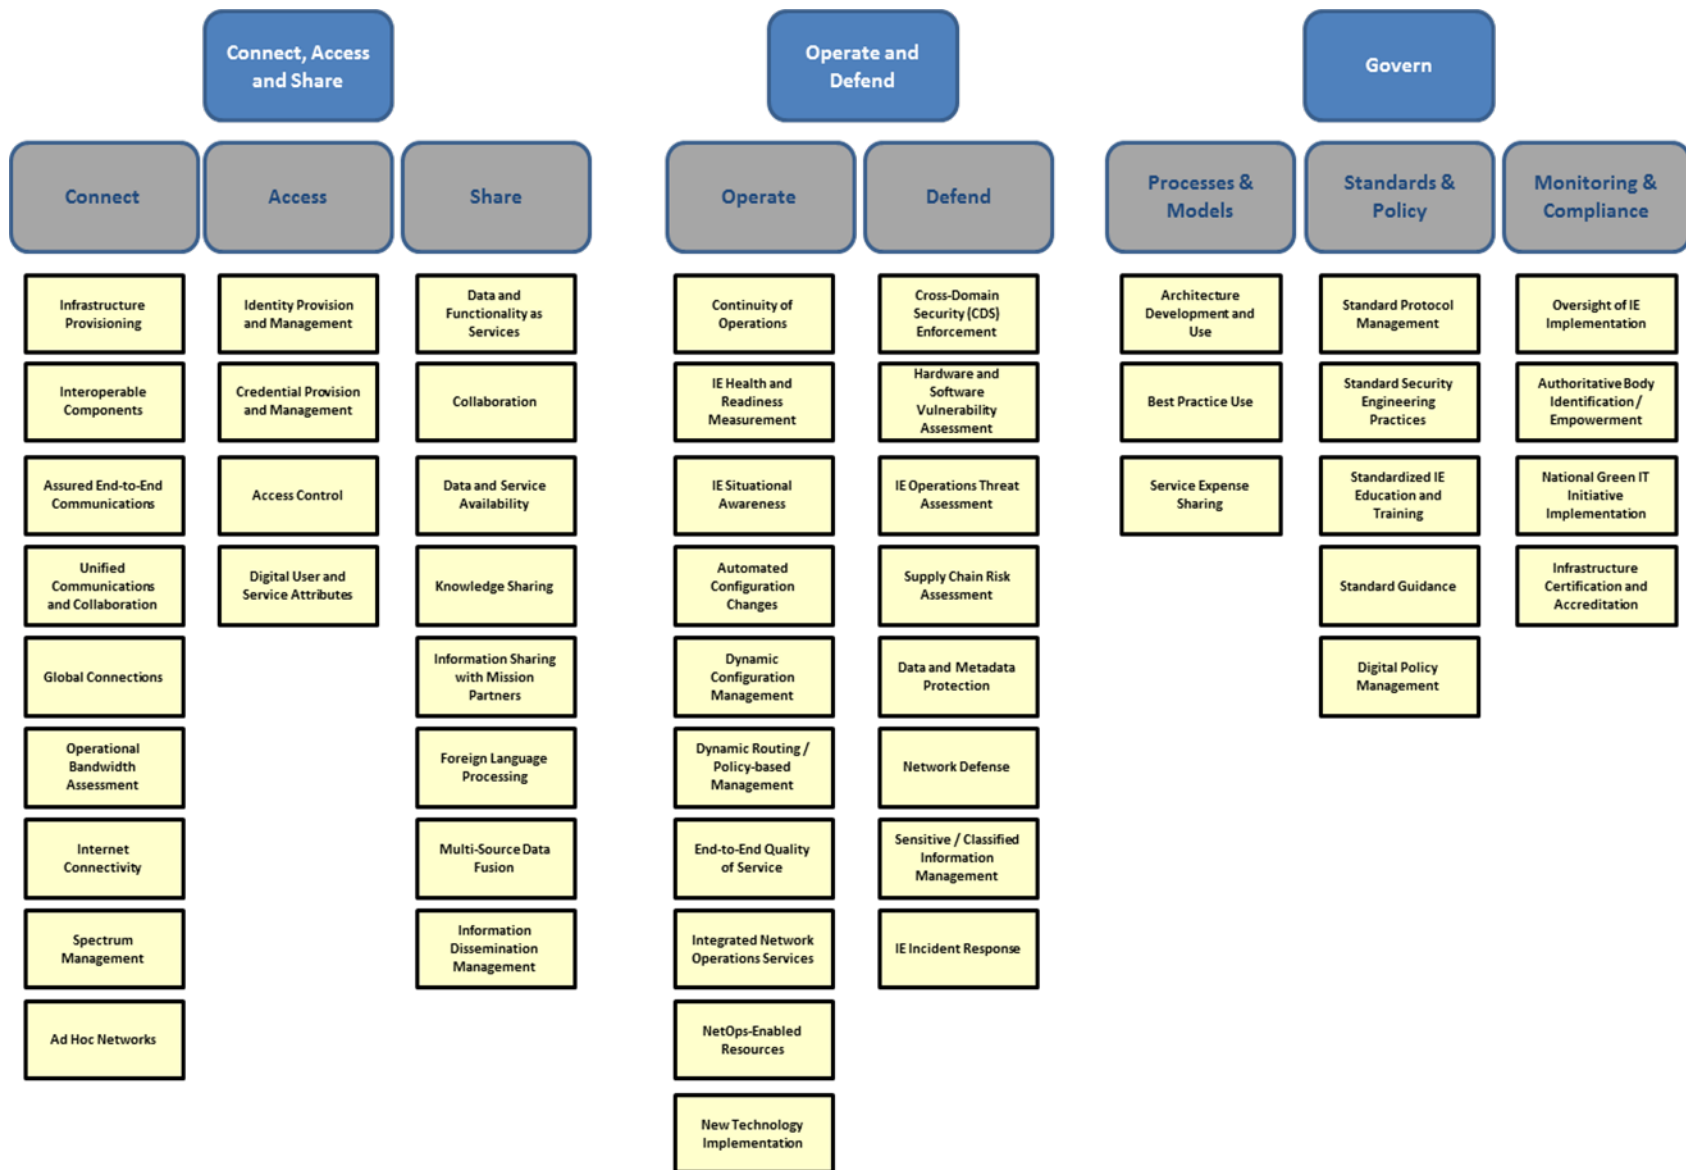 Connect, Access
and Share
Operate and
Defend
Govern
Connect
Access
Share
Operate
Defend
Processes &
Models
Standards &
Policy
Monitoring &
Compliance
Infrastructure
Provisioning
Interoperable
Components
Assured End-to-End
Communications
Unified
Communications
and Collaboration
Global Connections
Operational
Bandwidth
Assessment
Internet
Connectivity
Spectrum
Management
Ad Hoc Networks
Identity Provision
and Management
Credential Provision
and Management
Access Control
Digital User and
Service Attributes
Data and
Functionality as
Services
Collaboration
Data and Service
Availability
Knowledge Sharing
Information Sharing
with Mission
Partners
Foreign Language
Processing
Multi-Source Data
Fusion
Information
Dissemination
Management
Continuity of
Operations
IE Health and
Readiness
Measurement
IE Situational
Awareness
Automated
Configuration
Changes
Dynamic
Configuration
Management
Dynamic Routing /
Policy-based
Management
End-to-End Quality
of Service
Integrated Network
Operations Services
NetOps-Enabled
Resources
New Technology
Implementation
Cross-Domain
Security (CDS)
Enforcement
Hardware and
Software
Vulnerability
Assessment
IE Operations Threat
Assessment
Supply Chain Risk
Assessment
Data and Metadata
Protection
Network Defense
Sensitive / Classified
Information
Management
IE Incident Response
Architecture
Development and
Use
Best Practice Use
Service Expense
Sharing
Standard Protocol
Management
Standard Security
Engineering
Practices
Standardized IE
Education and
Training
Standard Guidance
Digital Policy
Management
Oversight of IE
Implementation
Authoritative Body
Identification /
Empowerment
National Green IT
Initiative
Implementation
Infrastructure
Certification and
Accreditation